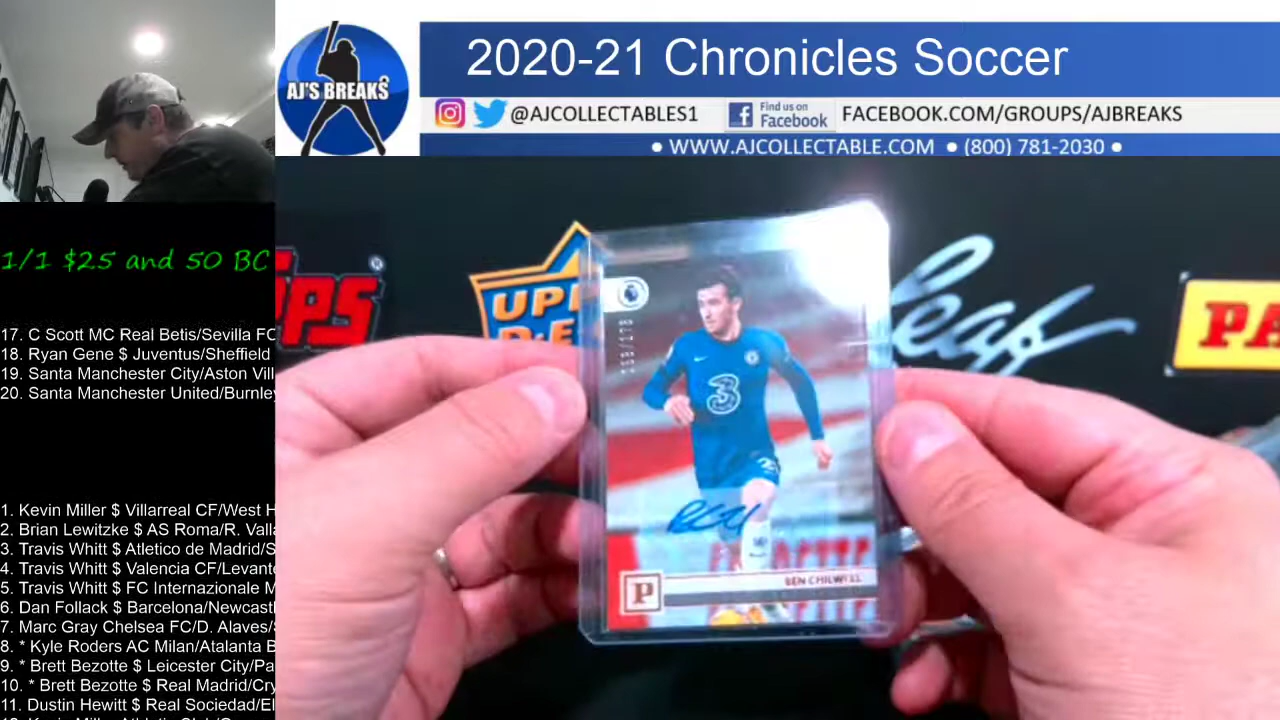 2020-21 Chronicles Soccer
AJ'S BREAKS
@AJCOLLECTABLES1
Find us on
Facebook
FACEBOOK.COM/GROUPS/AJBREAKS
• WWW.AJCOLLECTABLE.COM • (800) 781-2030 •
1/1 $25 and 50 BC
17. C Scott MC Real Betis/Sevilla FC
18. Ryan Gene $ Juventus/Sheffield
19. Santa Manchester City/Aston Vill
20. Santa Manchester United/Burnley
1. Kevin Miller $ Villarreal CF/West H
2. Brian Lewitzke $ AS Roma/R. Valla
3. Travis Whitt $ Atletico de Madrid/S
4. Travis Whitt $ Valencia CF/Levante
5. Travis Whitt $ FC Internazionale M
6. Dan Follack $ Barcelona/Newcastl
7. Marc Gray Chelsea FC/D. Alaves/S
8. * Kyle Roders AC Milan/Atalanta B
9. * Brett Bezotte $ Leicester City/Pa
10. * Brett Bezotte $ Real Madrid/Cry
11. Dustin Hewitt $ Real Sociedad/El
PPS
UP
D.E
leaf
PA
3
P
BEN CHILWELL